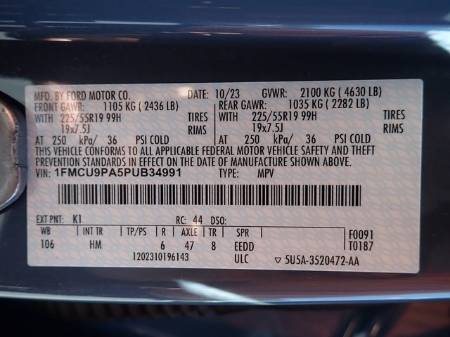 MFD. BY FORD MOTOR CO. 10/23 GVWR: 2100 KG ( 4630 LB)
FRONT GAWR: 1105 KG ( 2436 LB) REAR GAWR: 1035 KG ( 2282 LB)
WITH 225/55R19 99H TIRES WITH 225/55R19 99H TIRES
19x7.5J RIMS 19x7.5J RIMS
AT 250 kPa/ 36 PSI COLD AT 250 kPa/ 36 PSI COLD
THIS VEHICLE CONFORMS TO ALL APPLICABLE FEDERAL MOTOR VEHICLE
SAFETY, BUMPER, AND THEFT PREVENTION STANDARDS IN EFFECT ON THE DATE
OF MANUFACTURE SHOWN ABOVE.
VIN: 1FMCU9PA5PUB34991 TYPE: MPV
EXT PNT: K1 RC: 44 DSO:
WB INT TR TP/PS R AXLE TR F0091
106 HM 6 47 8 EEDD T0187
1202310196143 ULC ▽ 5U5A-3520472-AA